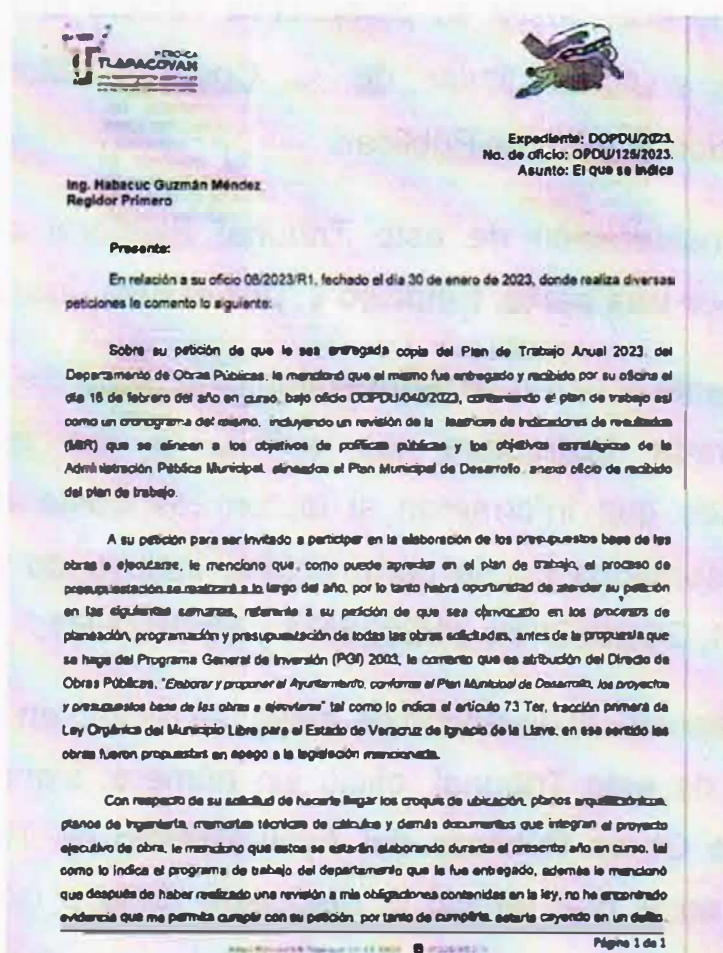 HEROICA
TLAPACOYAN
Expediente: DOPDU/2023.
No. de oficio: OPDU/125/2023.
Asunto: El que se indica
Ing. Habacuc Guzmán Méndez
Regidor Primero
Presente:
En relación a su oficio 08/2023/R1, fechado el día 30 de enero de 2023, donde realiza diversas
peticiones le comento lo siguiente:
Sobre su petición de que le sea entregada copia del Plan de Trabajo Anual 2023, del
Departamento de Obras Públicas, le mencionó que el mismo fue entregado y recibido por su oficina el
día 16 de febrero del año en curso, bajo oficio DOPDU/040/2023, conteniendo el plan de trabajo así
como un cronograma del mismo, incluyendo un revisión de la Matrices de Indicadores de resultados
(MIR) que se alineen a los objetivos de políticas públicas y los objetivos estratégicos de la
Administración Pública Municipal, alineados al Plan Municipal de Desarrollo, anexo oficio de recibido
del plan de trabajo.
A su petición para ser invitado a participar en la elaboración de los presupuestos base de las
obras a ejecutarse, le menciono que, como puede apreciar en el plan de trabajo, el proceso de
presupuestación se realizará a lo largo del año, por lo tanto habrá oportunidad de atender su petición
en las siguientes semanas, referente a su petición de que sea convocado en los procesos de
planeación, programación y presupuestación de todas las obras solicitadas, antes de la propuesta que
se haga del Programa General de Inversión (PGI) 2003, le comento que es atribución del Director de
Obras Públicas, "Elaborar y proponer al Ayuntamiento, conforme al Plan Municipal de Desarrollo, los proyectos
y presupuestos base de las obras a ejecutarse" tal como lo indica el artículo 73 Ter, fracción primera de
Ley Orgánica del Municipio Libre para el Estado de Veracruz de Ignacio de la Llave, en ese sentido las
obras fueron propuestas en apego a la legislación mencionada.
Con respecto de su solicitud de hacerle llegar los croquis de ubicación, planos arquitectónicos,
planos de ingeniería, memorias técnicas de cálculos y demás documentos que integran el proyecto
ejecutivo de obra, le mencionó que estos se estarán elaborando durante el presente año en curso, tal
como lo indica el programa de trabajo del departamento que le fue entregado, además le mencionó
que después de haber realizado una revisión a mis obligaciones contenidas en la ley, no he encontrado
evidencia que me permita cumplir con su petición, por tanto de cumplirla, estaría cayendo en un delito
Página 1 de 1